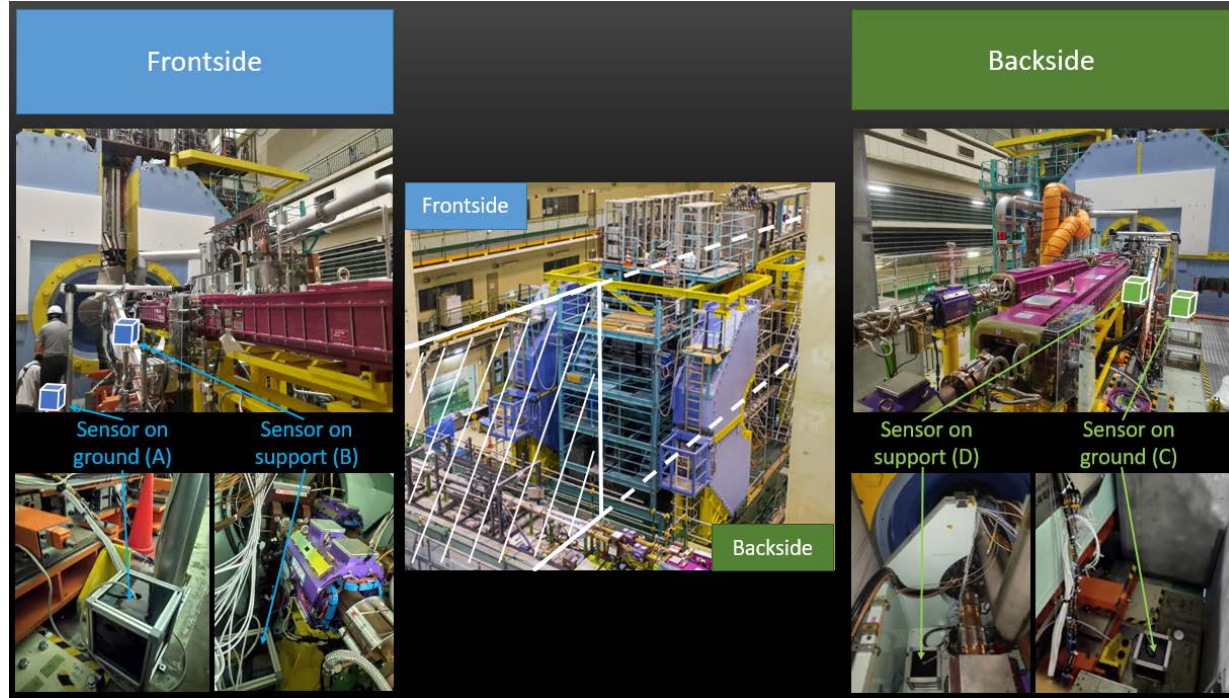 Frontside
Backside
Frontside
Backside
Sensor on
ground (A)
Sensor on
support (B)
Sensor on
support (D)
Sensor on
ground (C)